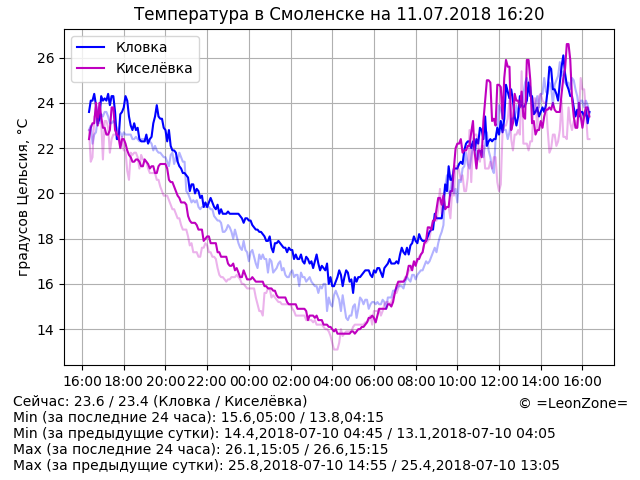 Температура в Смоленске на 11.07.2018 16:20
Кловка
Киселёвка
градусов Цельсия, °C
26
24
22
20
18
16
14
16:00 18:00 20:00 22:00 00:00 02:00 04:00 06:00 08:00 10:00 12:00 14:00 16:00
Сейчас: 23.6 / 23.4 (Кловка / Киселёвка)
© =LeonZone=
Min (за последние 24 часа): 15.6,05:00 / 13.8,04:15
Min (за предыдущие сутки): 14.4,2018-07-10 04:45 / 13.1,2018-07-10 04:05
Max (за последние 24 часа): 26.1,15:05 / 26.6,15:15
Max (за предыдущие сутки): 25.8,2018-07-10 14:55 / 25.4,2018-07-10 13:05